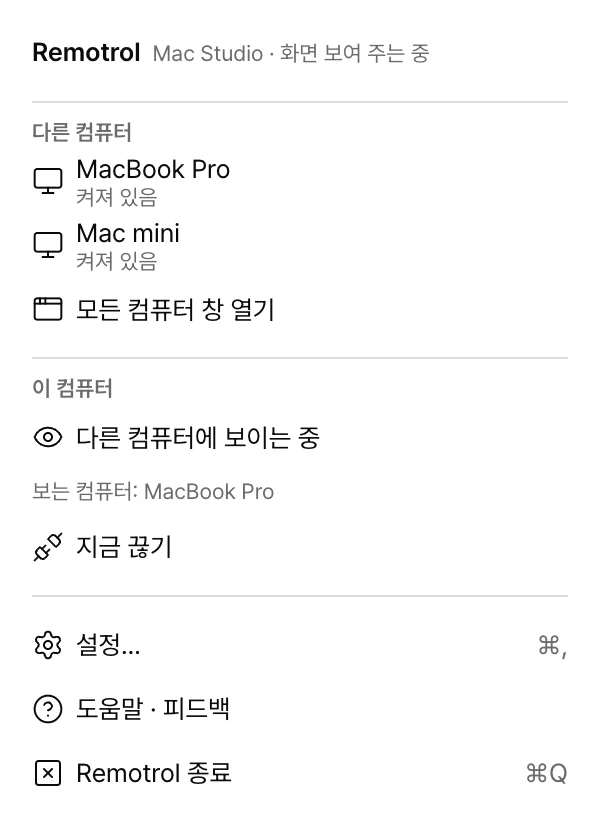 Remotrol Mac Studio · 화면 보여 주는 중
다른 컴퓨터
MacBook Pro
켜져 있음
Mac mini
켜져 있음
모든 컴퓨터 창 열기
이 컴퓨터
다른 컴퓨터에 보이는 중
보는 컴퓨터: MacBook Pro
지금 끊기
설정... ⌘,
도움말 · 피드백
Remotrol 종료 ⌘Q